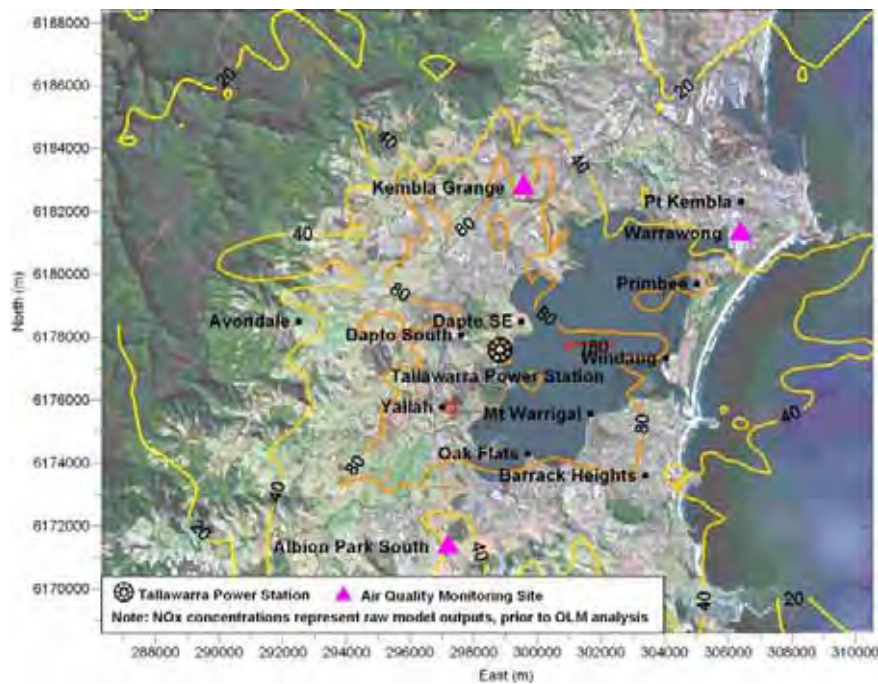 6188000
20
6186000
20
6184000
40
40
Kembla Grange
6182000
Pt Kembla
80
Warrawong
40
6180000
80
Primbee
North (m)
80
Avondale
Dapto SE
6178000
Dapto South
160
Windang
Tallawarra Power Station
6176000
Yallah
Mt Warrigal
40
80
6174000
Oak Flats
80
Barrack Heights
40
6172000
20
Albion Park South
40
6170000
Tallawarra Power Station
Air Quality Monitoring Site
40
20
Note: NOx concentrations represent raw model outputs, prior to OLM analysis
288000 290000 292000 294000 296000 298000 300000 302000 304000 306000 308000 310000
East (m)